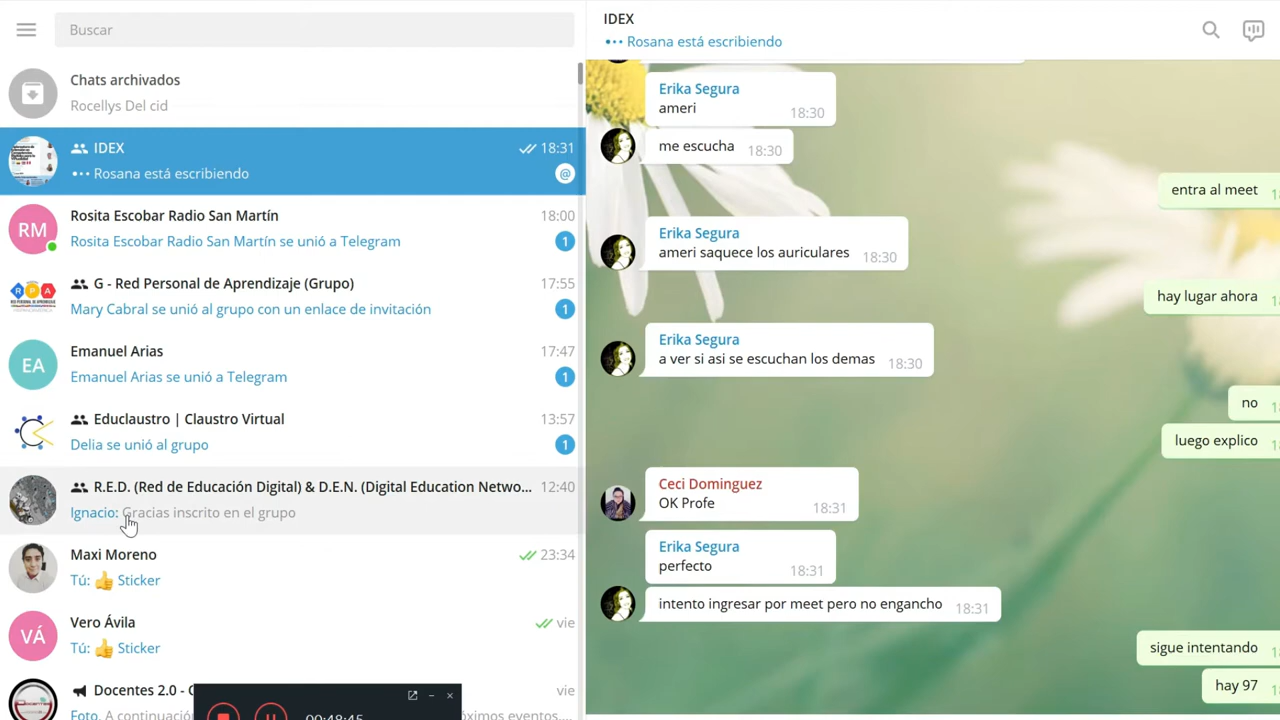 Buscar
Chats archivados
Rocellys Del cid
IDEX
18:31
Rosana está escribiendo
@
RM
Rosita Escobar Radio San Martín
18:00
Rosita Escobar Radio San Martín se unió a Telegram
1
RPA
G - Red Personal de Aprendizaje (Grupo)
17:55
Mary Cabral se unió al grupo con un enlace de invitación
1
EA
Emanuel Arias
17:47
Emanuel Arias se unió a Telegram
1
Educlaustro | Claustro Virtual
13:57
Delia se unió al grupo
1
R.E.D. (Red de Educación Digital) & D.E.N. (Digital Education Netwo...
12:40
Ignacio: Gracias inscrito en el grupo
Maxi Moreno
23:34
Tú: 👍 Sticker
VÁ
Vero Ávila
vie
Tú: 👍 Sticker
Docentes 2.0 -
vie
Foto, A continuació
óximos eventos...
00:48:45
IDEX
Rosana está escribiendo
Erika Segura
ameri
18:30
me escucha
18:30
entra al meet
Erika Segura
ameri saquece los auriculares
18:30
hay lugar ahora
Erika Segura
a ver si asi se escuchan los demas
18:30
no
luego explico
Ceci Dominguez
OK Profe
18:31
Erika Segura
perfecto
18:31
intento ingresar por meet pero no engancho
18:31
sigue intentando
hay 97